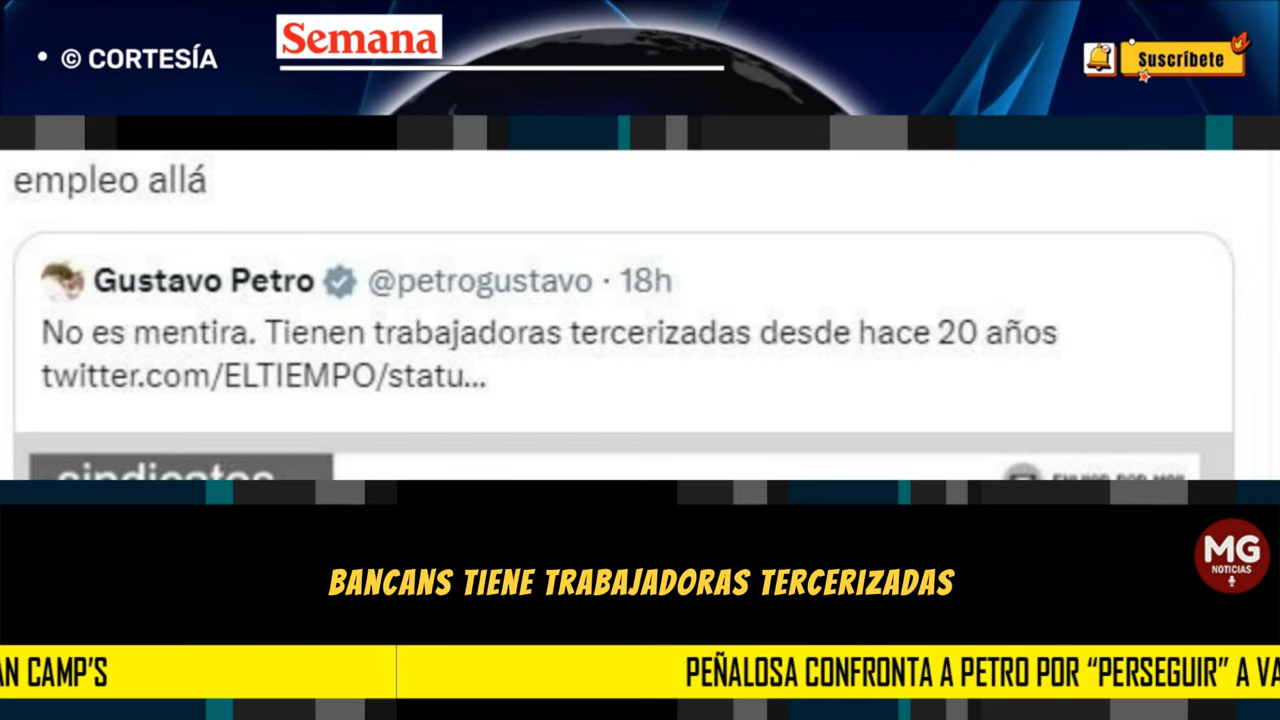 • © CORTESÍA
Semana
Suscríbete
empleo allá
Gustavo Petro @petrogustavo · 18h
No es mentira. Tienen trabajadoras tercerizadas desde hace 20 años
twitter.com/ELTIEMPO/statu...
sindicatos
MG
NOTICIAS
BANCANS TIENE TRABAJADORAS TERCERIZADAS
AN CAMP'S
PEÑALOSA CONFRONTA A PETRO POR “PERSEGUIR” A VA